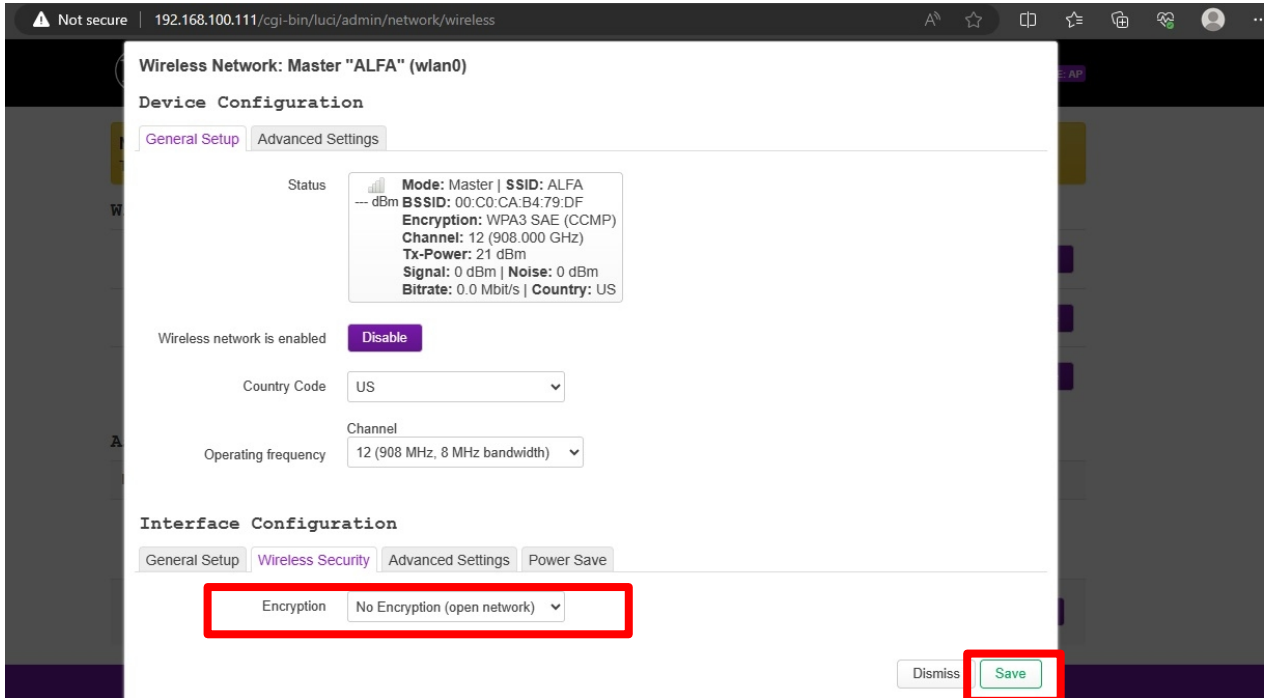 Not secure | 192.168.100.111/cgi-bin/luci/admin/network/wireless
Wireless Network: Master "ALFA" (wlan0)
E: AP
Device Configuration
General Setup Advanced Settings
Status
Mode: Master | SSID: ALFA
--- dBm BSSID: 00:C0:CA:B4:79:DF
Encryption: WPA3 SAE (CCMP)
Channel: 12 (908.000 GHz)
Tx-Power: 21 dBm
Signal: 0 dBm | Noise: 0 dBm
Bitrate: 0.0 Mbit/s | Country: US
Wireless network is enabled Disable
Country Code US
Channel
Operating frequency 12 (908 MHz, 8 MHz bandwidth)
Interface Configuration
General Setup Wireless Security Advanced Settings Power Save
Encryption No Encryption (open network)
Dismiss Save